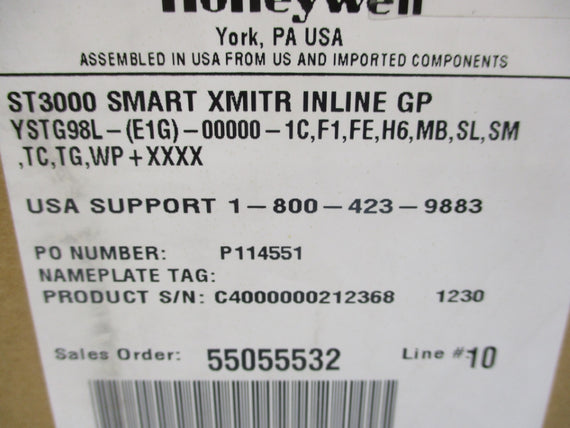 Honeywell
York, PA USA
ASSEMBLED IN USA FROM US AND IMPORTED COMPONENTS
ST3000 SMART XMITR INLINE GP
YSTG98L-(E1G)-00000-1C,F1,FE,H6,MB,SL,SM
,TC,TG,WP+XXXX
USA SUPPORT 1-800-423-9883
PO NUMBER: P114551
NAMEPLATE TAG:
PRODUCT S/N: C4000000212368 1230
Sales Order: 55055532 Line #:10